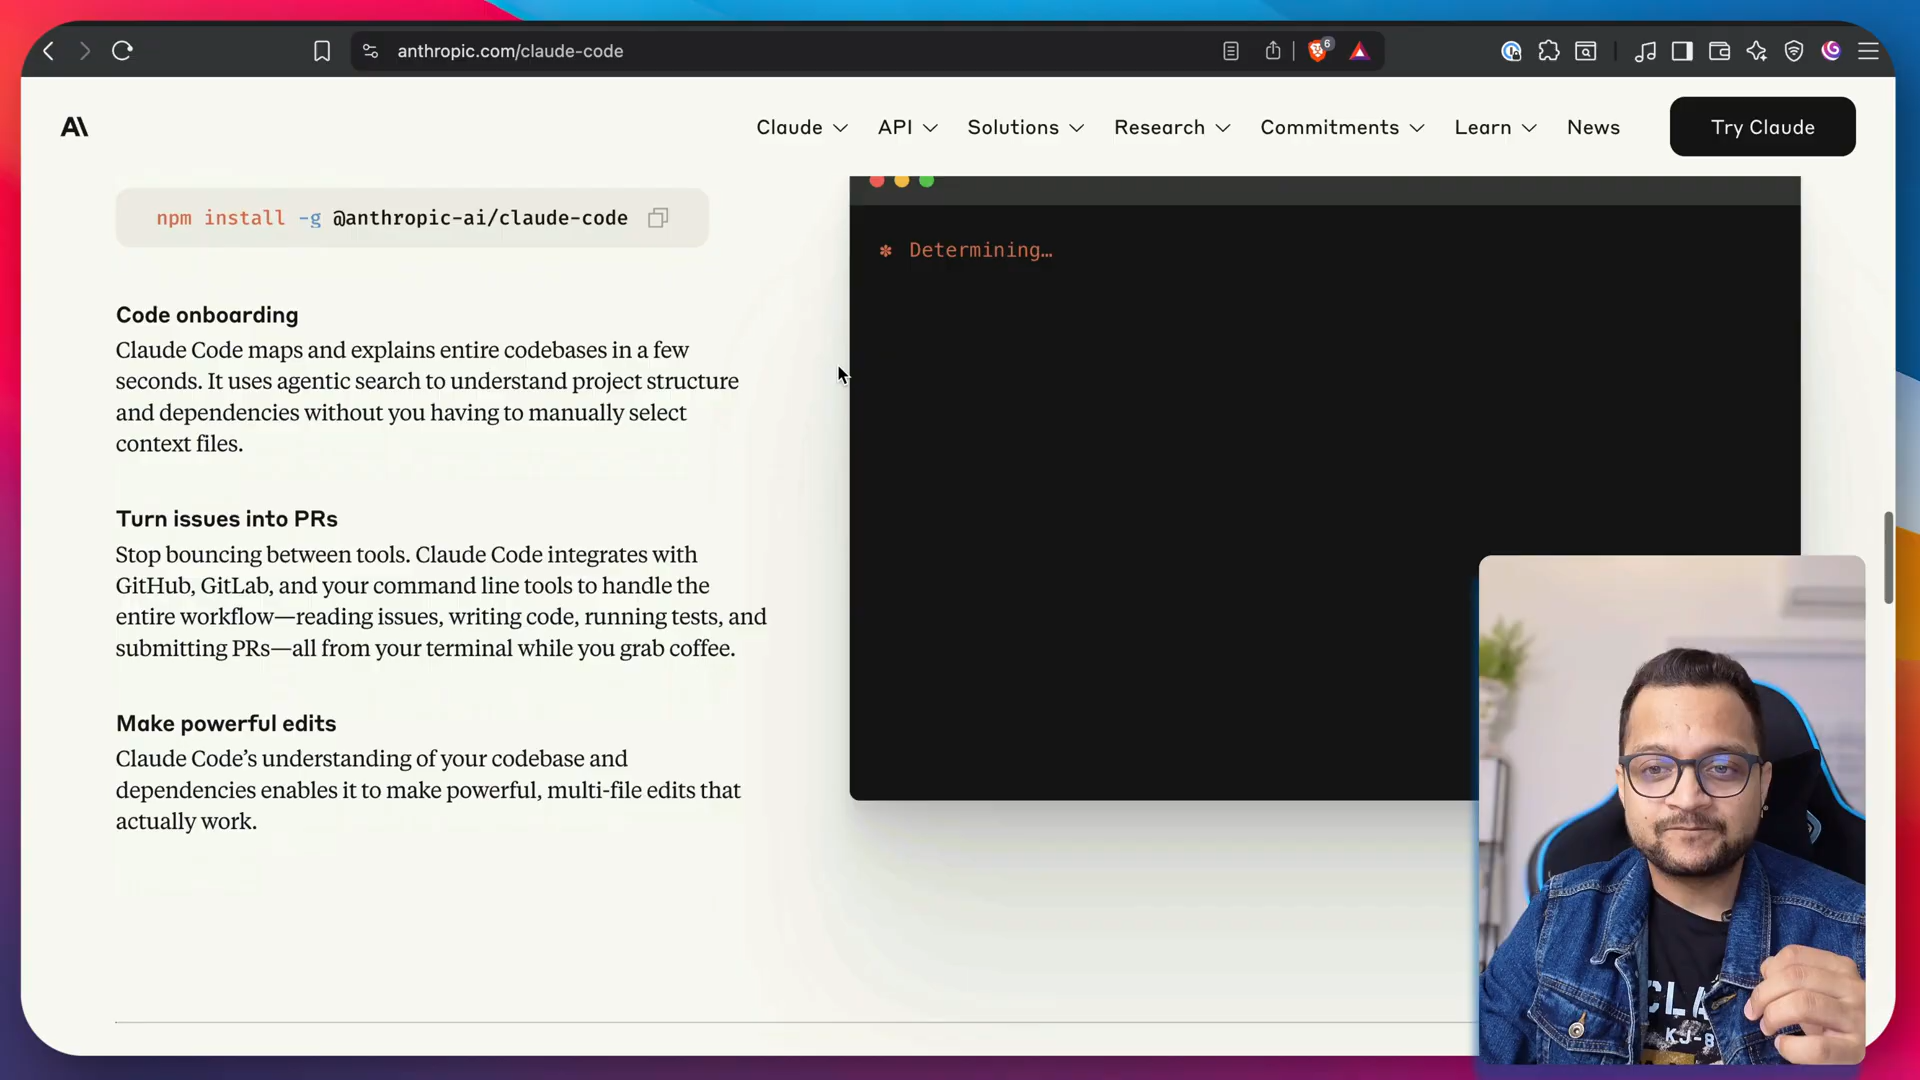 anthropic.com/claude-code
6
A\
Claude
API
Solutions
Research
Commitments
Learn
News
Try Claude
npm install -g @anthropic-ai/claude-code
✽ Determining…
Code onboarding
Claude Code maps and explains entire codebases in a few
seconds. It uses agentic search to understand project structure
and dependencies without you having to manually select
context files.
Turn issues into PRs
Stop bouncing between tools. Claude Code integrates with
GitHub, GitLab, and your command line tools to handle the
entire workflow—reading issues, writing code, running tests, and
submitting PRs—all from your terminal while you grab coffee.
Make powerful edits
Claude Code’s understanding of your codebase and
dependencies enables it to make powerful, multi-file edits that
actually work.